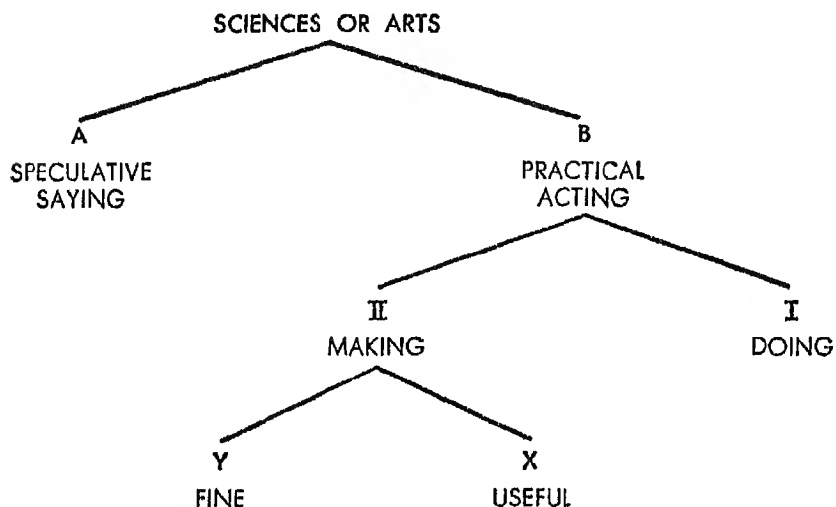 SCIENCES OR ARTS
A
B
SPECULATIVE
SAYING
PRACTICAL
ACTING
II
I
MAKING
DOING
Y
X
FINE
USEFUL